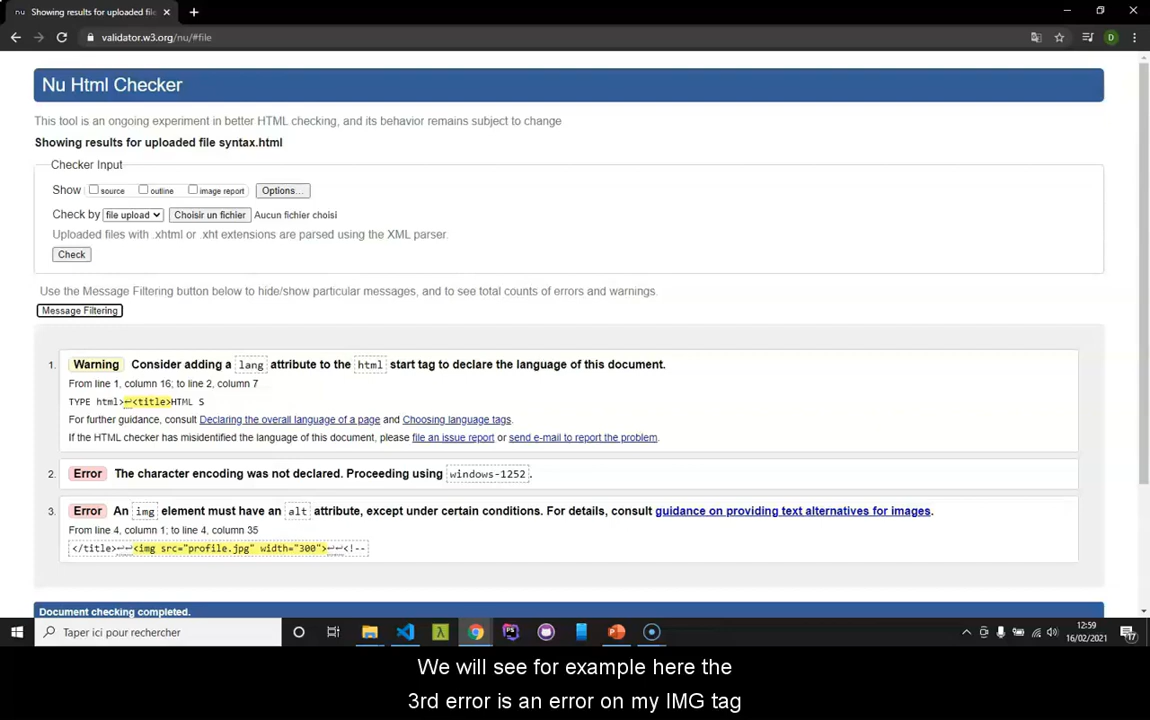 nu Showing results for uploaded file
validator.w3.org/nu/#file
D
Nu Html Checker
This tool is an ongoing experiment in better HTML checking, and its behavior remains subject to change
Showing results for uploaded file syntax.html
Checker Input
Show source outline image report Options...
Check by file upload Choisir un fichier Aucun fichier choisi
Uploaded files with .xhtml or .xht extensions are parsed using the XML parser.
Check
Use the Message Filtering button below to hide/show particular messages, and to see total counts of errors and warnings.
Message Filtering
1. Warning Consider adding a lang attribute to the html start tag to declare the language of this document.
From line 1, column 16; to line 2, column 7
TYPE html>↩<title>HTML S
For further guidance, consult Declaring the overall language of a page and Choosing language tags.
If the HTML checker has misidentified the language of this document, please file an issue report or send e-mail to report the problem.
2. Error The character encoding was not declared. Proceeding using windows-1252.
3. Error An img element must have an alt attribute, except under certain conditions. For details, consult guidance on providing text alternatives for images.
From line 4, column 1; to line 4, column 35
</title>↩↩<img src="profile.jpg" width="300">↩↩<!--
Document checking completed.
Taper ici pour rechercher
12:59
16/02/2021
17
We will see for example here the
3rd error is an error on my IMG tag